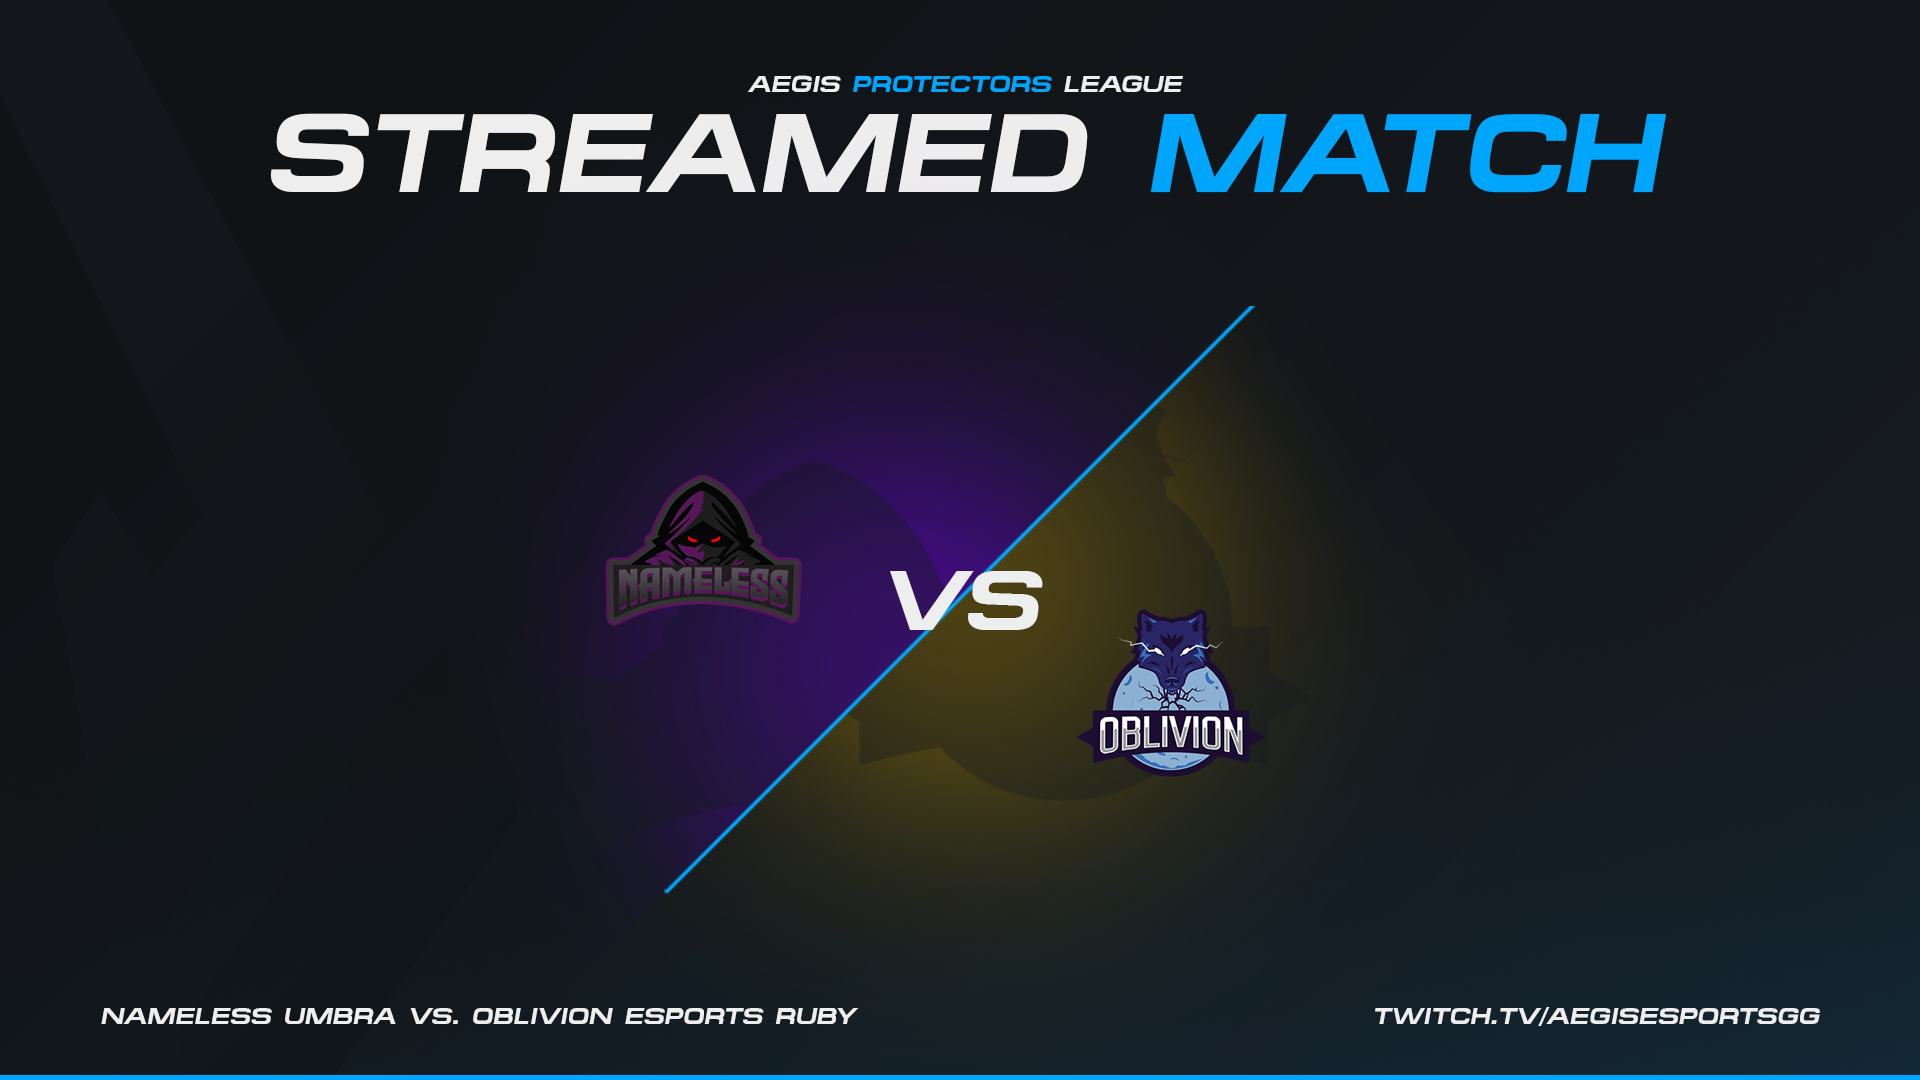 AEGIS PROTECTORS LEAGUE
STREAMED MATCH
NAMELESS
VS
OBLIVION
NAMELESS UMBRA VS. OBLIVION ESPORTS RUBY
TWITCH.TV/AEGISESPORTSGG